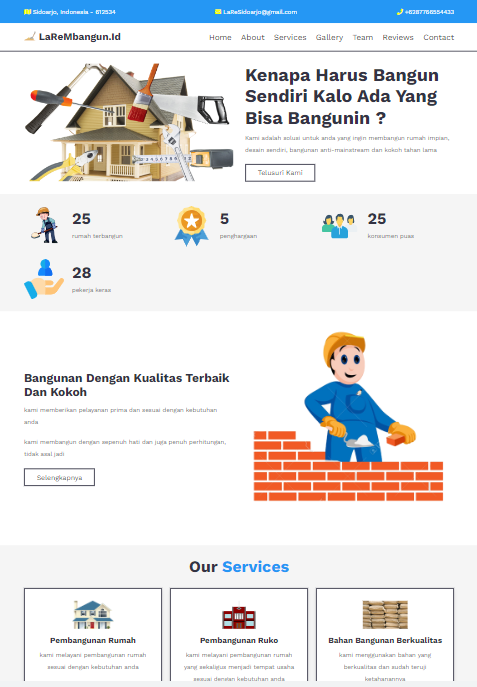 Sidoarjo, Indonesia - 612534
LaReSidoarjo@gmail.com
+6287766554433
LaReMbangun.Id
Home About Services Gallery Team Reviews Contact
Kenapa Harus Bangun
Sendiri Kalo Ada Yang
Bisa Bangunin ?
Kami adalah solusi untuk anda yang ingin membangun rumah impian,
desain sendiri, bangunan anti-mainstream dan kokoh tahan lama
Telusuri Kami
25
rumah terbangun
5
penghargaan
25
konsumen puas
28
pekerja keras
Bangunan Dengan Kualitas Terbaik
Dan Kokoh
kami memberikan pelayanan prima dan sesuai dengan kebutuhan
anda
kami membangun dengan sepenuh hati dan juga penuh perhitungan,
tidak asal jadi
Selengkapnya
Our Services
Pembangunan Rumah
kami melayani pembangunan rumah
sesuai dengan kebutuhan anda
Pembangunan Ruko
kami melayani pembangunan rumah
yang sekaligus menjadi tempat usaha
sesuai dengan kebutuhan anda
Bahan Bangunan Berkualitas
kami menggunakan bahan yang
berkualitas dan sudah teruji
ketahanannya